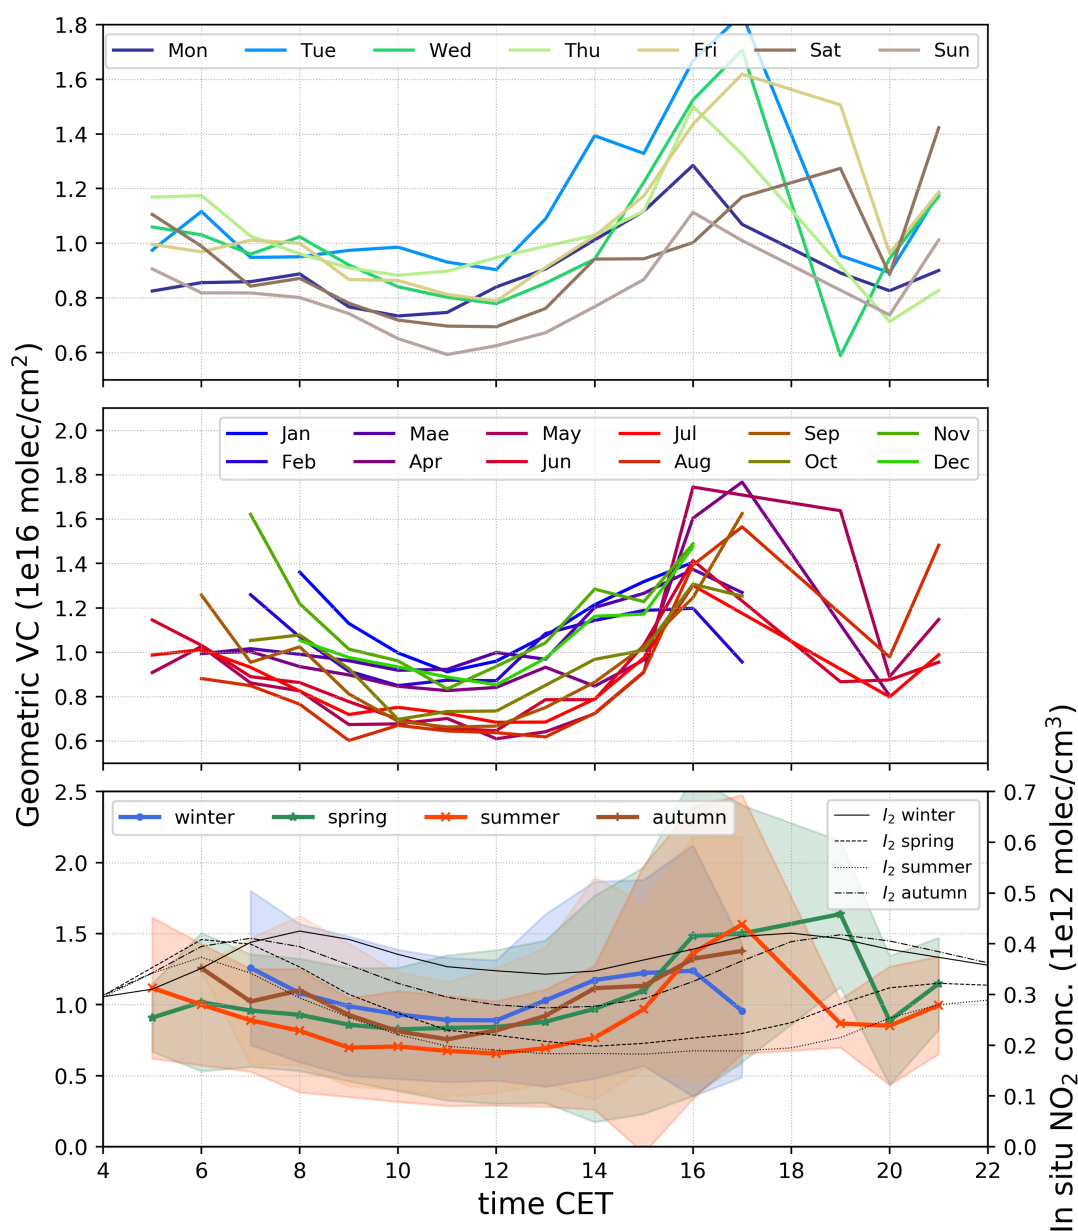 1.8
Mon Tue Wed Thu Fri Sat Sun
1.6
1.4
1.2
1.0
0.8
0.6
Geometric VC (1e16 molec/cm²)
2.0
Jan Mae May Jul Sep Nov
Feb Apr Jun Aug Oct Dec
1.8
1.6
1.4
1.2
1.0
0.8
0.6
2.5 0.7
winter spring summer autumn
I₂ winter
I₂ spring
I₂ summer
I₂ autumn
2.0
1.5
1.0
0.5
0.0
0.6
0.5
0.4
0.3
0.2
0.1
0.0
In situ NO₂ conc. (1e12 molec/cm³)
4 6 8 10 12 14 16 18 20 22
time CET